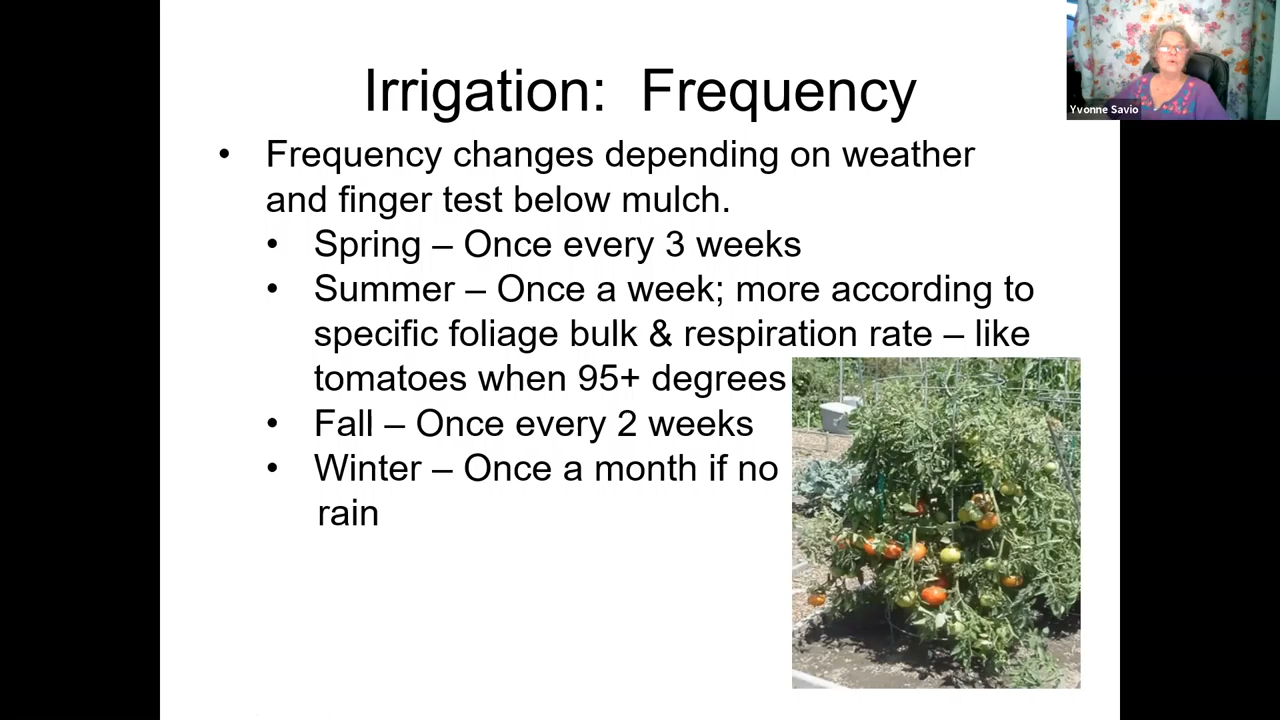 Irrigation: Frequency
Yvonne Savio
• Frequency changes depending on weather
and finger test below mulch.
• Spring – Once every 3 weeks
• Summer – Once a week; more according to
specific foliage bulk & respiration rate – like
tomatoes when 95+ degrees
• Fall – Once every 2 weeks
• Winter – Once a month if no
rain